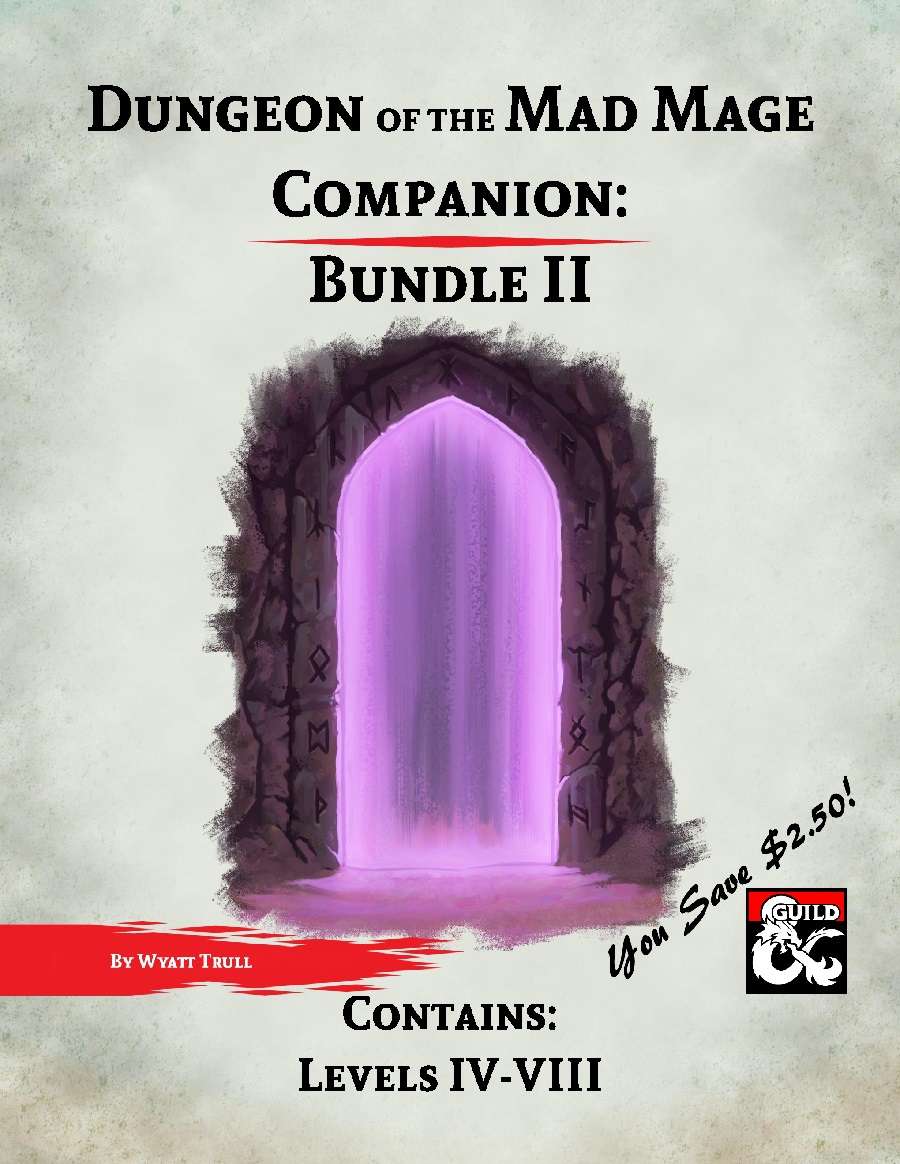 Dungeon of the Mad Mage
Companion:
Bundle II
You Save $2.50!
GUILD
By Wyatt Trull
Contains:
Levels IV-VIII